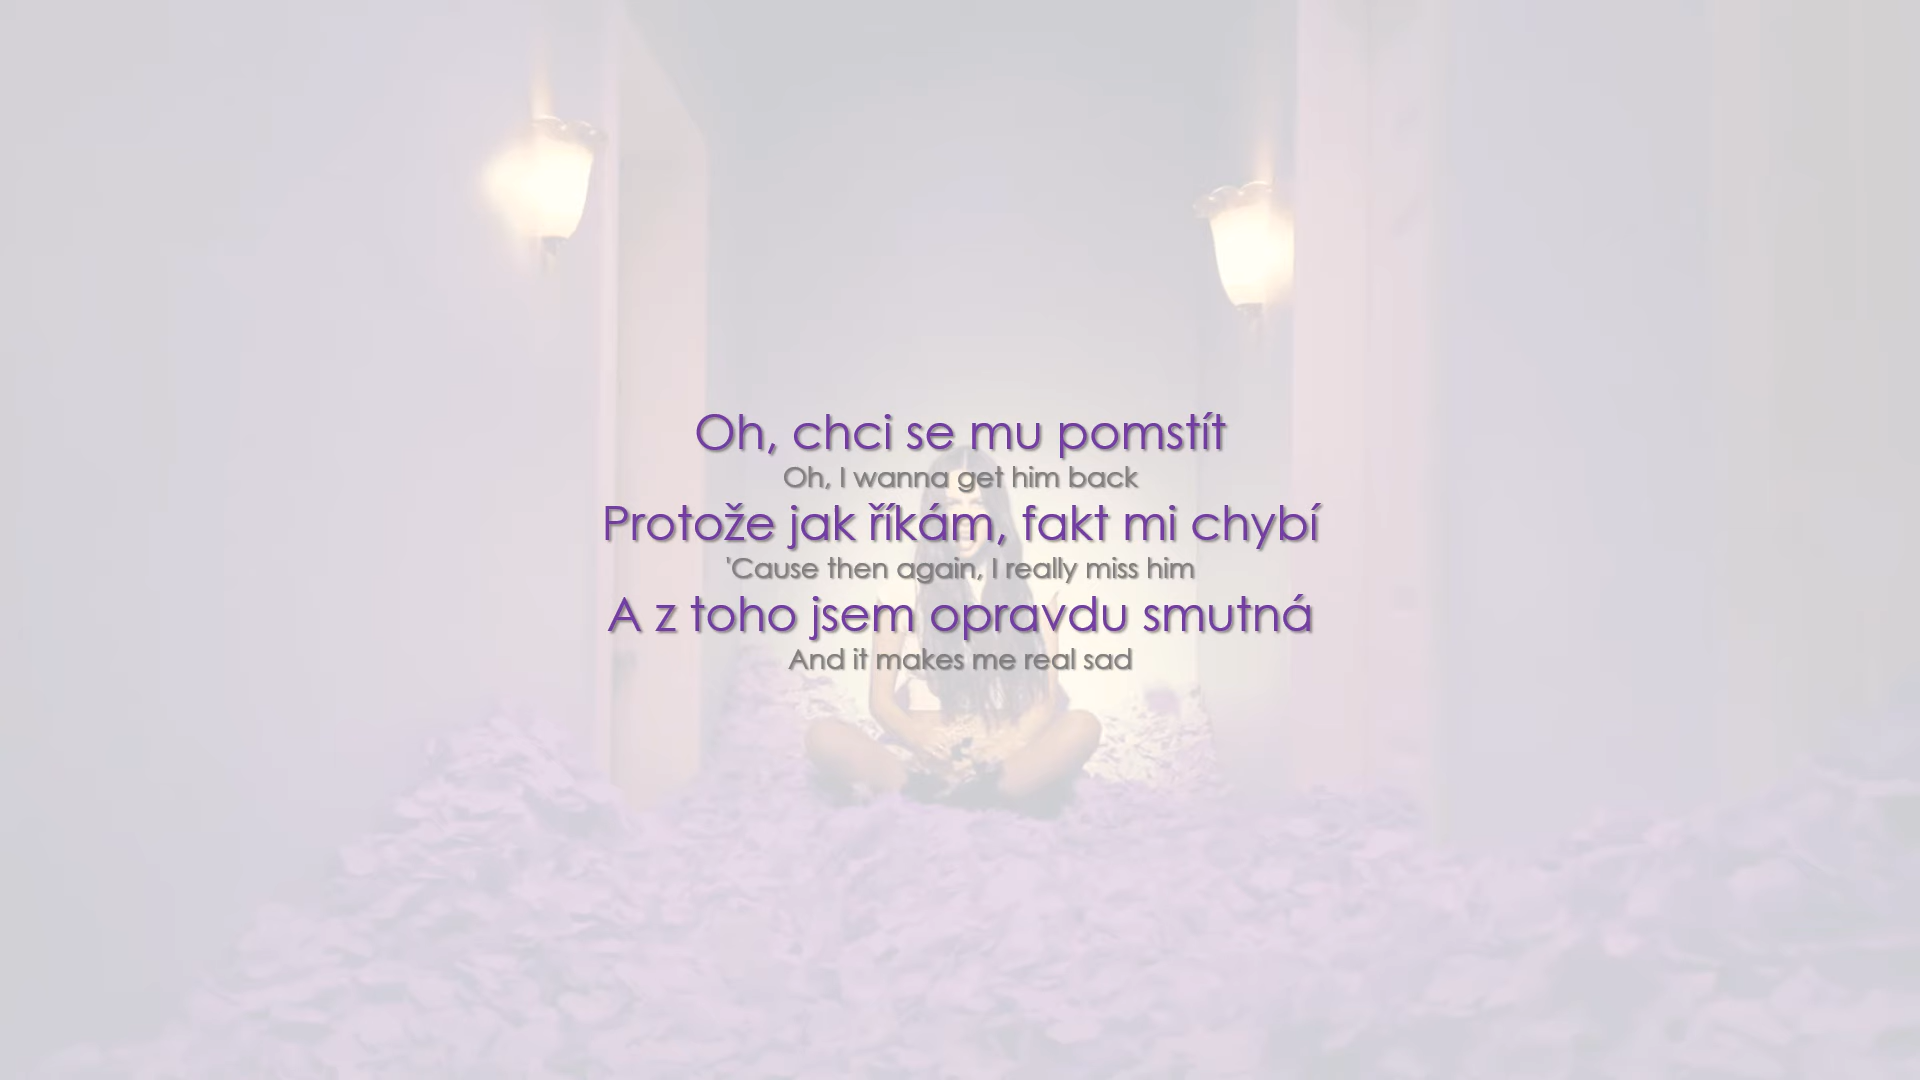 Oh, chci se mu pomstít
Oh, I wanna get him back
Protože jak říkám, fakt mi chybí
'Cause then again, I really miss him
A z toho jsem opravdu smutná
And it makes me real sad